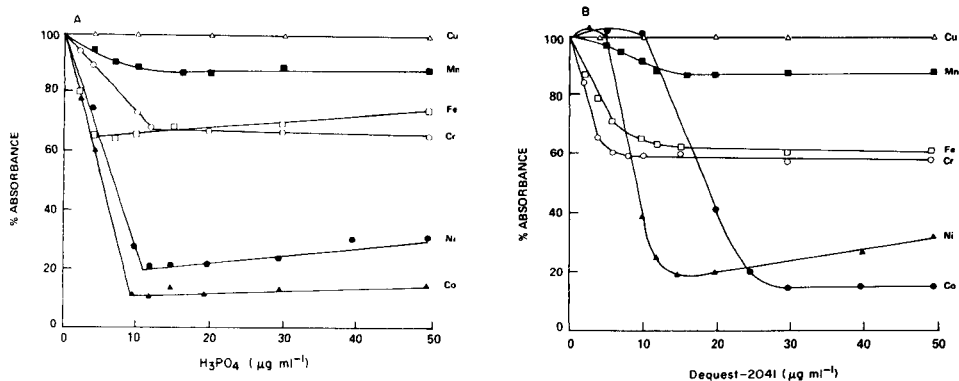 A
100
80
60
40
20
0
% ABSORBANCE
0 10 20 30 40 50
H₃PO₄ (μg ml⁻¹)
Cu
Mn
Fe
Cr
Ni
Co
B
100
80
60
40
20
0
% ABSORBANCE
0 10 20 30 40 50
Dequest-2041 (μg ml⁻¹)
Cu
Mn
Fe
Cr
Ni
Co